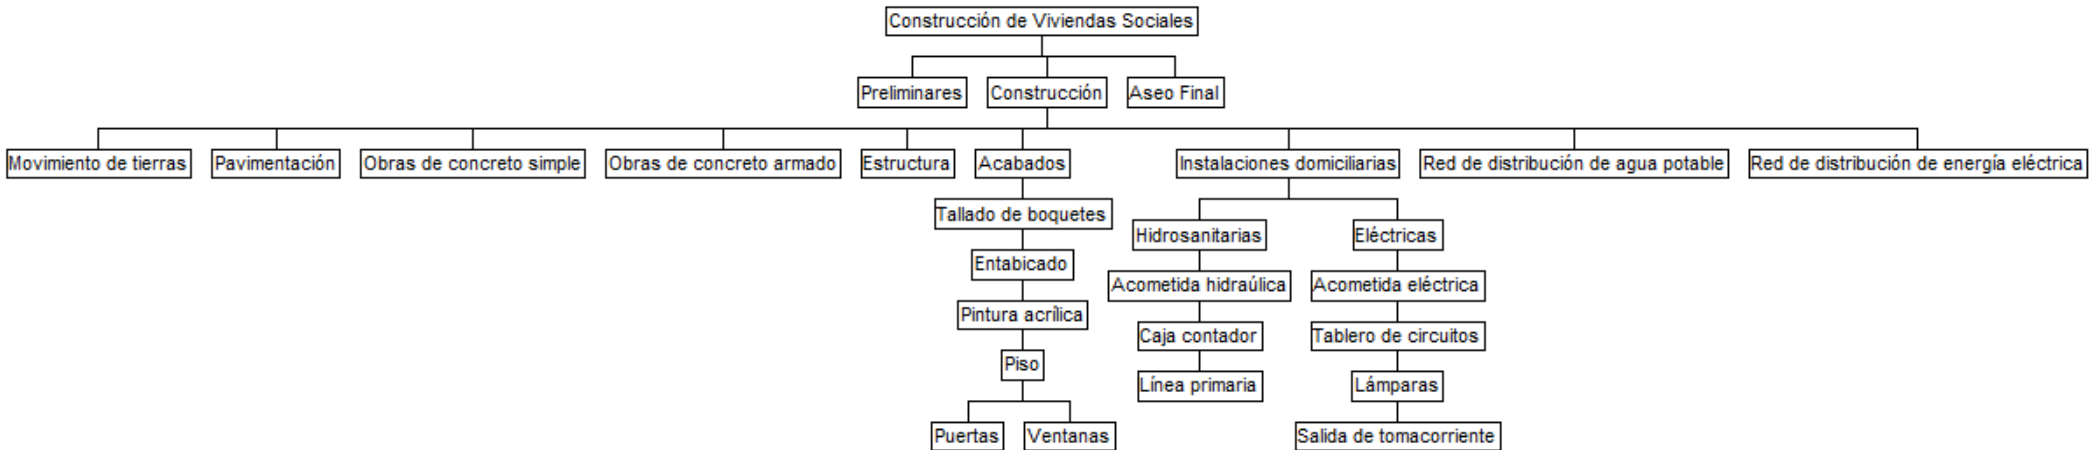 Construcción de Viviendas Sociales
Preliminares
Construcción
Aseo Final
Movimiento de tierras
Pavimentación
Obras de concreto simple
Obras de concreto armado
Estructura
Acabados
Instalaciones domiciliarias
Red de distribución de agua potable
Red de distribución de energía eléctrica
Tallado de boquetes
Hidrosanitarias
Eléctricas
Entabicado
Acometida hidraúlica
Acometida eléctrica
Pintura acrílica
Caja contador
Tablero de circuitos
Piso
Línea primaria
Lámparas
Puertas
Ventanas
Salida de tomacorriente